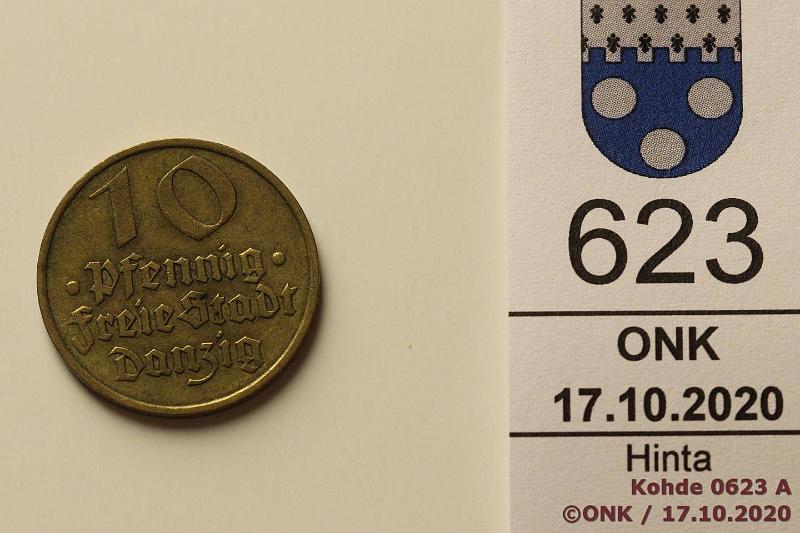 10
· Pfennig ·
Freie Stadt
Danzig
623
ONK
17.10.2020
Hinta
Kohde 0623 A
©ONK / 17.10.2020